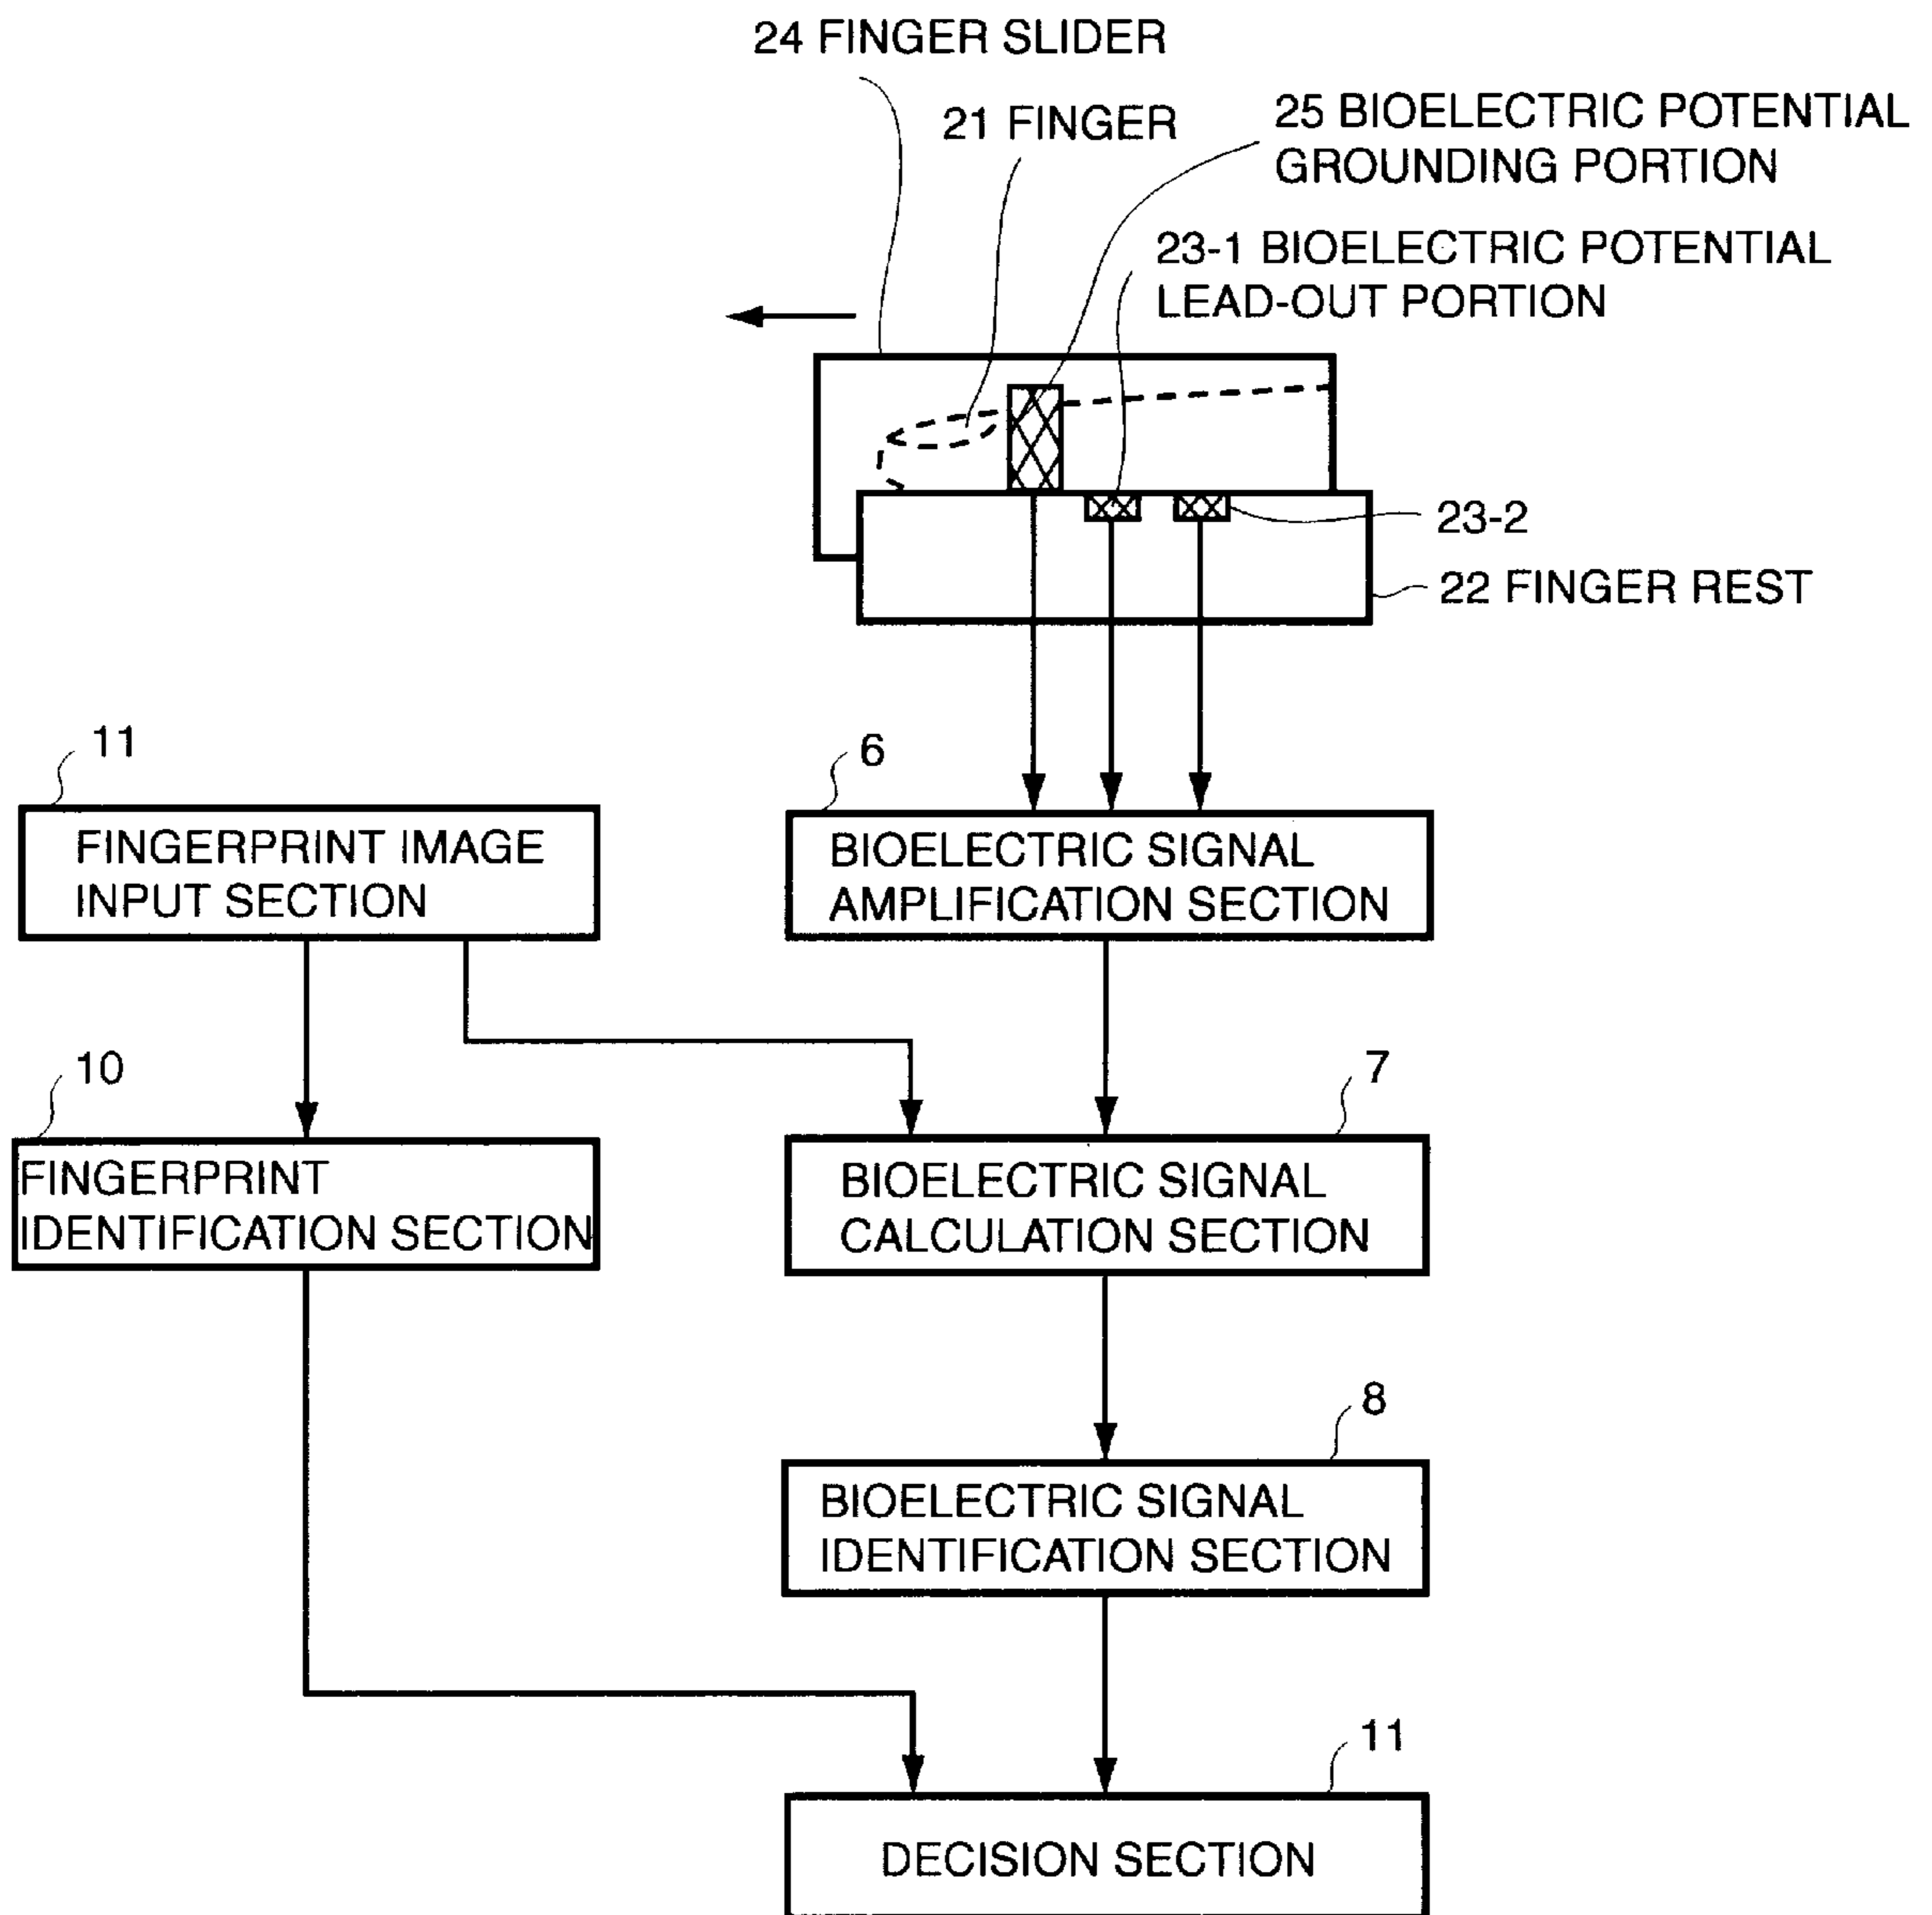 24 FINGER SLIDER
21 FINGER
25 BIOELECTRIC POTENTIAL
GROUNDING PORTION
23-1 BIOELECTRIC POTENTIAL
LEAD-OUT PORTION
23-2
22 FINGER REST
11
FINGERPRINT IMAGE
INPUT SECTION
6
BIOELECTRIC SIGNAL
AMPLIFICATION SECTION
10
FINGERPRINT
IDENTIFICATION SECTION
7
BIOELECTRIC SIGNAL
CALCULATION SECTION
8
BIOELECTRIC SIGNAL
IDENTIFICATION SECTION
11
DECISION SECTION